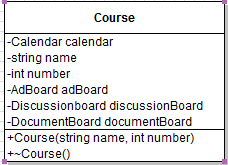 Course
-Calendar calendar
-string name
-int number
-AdBoard adBoard
-Discussionboard discussionBoard
-DocumentBoard documentBoard
+Course(string name, int number)
+~Course()